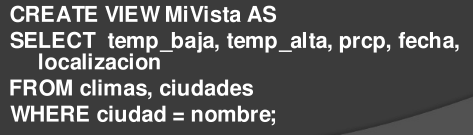 CREATE VIEW MiVista AS
SELECT temp_baja, temp_alta, prcp, fecha,
localizacion
FROM climas, ciudades
WHERE ciudad = nombre;